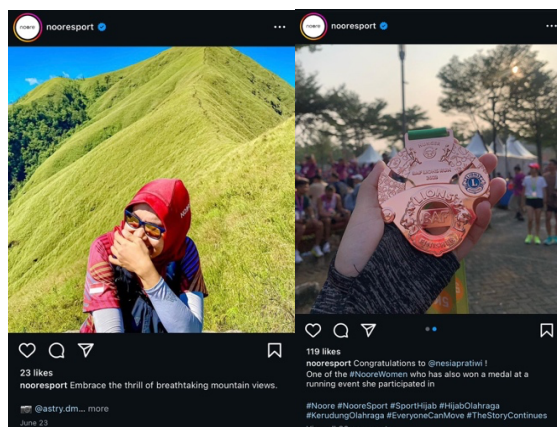 noore nooresport
23 likes
nooresport Embrace the thrill of breathtaking mountain views.
@astry.dm... more
June 23
noore nooresport
LIONS
119 likes
nooresport Congratulations to @nesiapratiwi !
One of the #NooreWomen who has also won a medal at a
running event she participated in
#Noore #NooreSport #SportHijab #HijabOlahraga
#KerudungOlahraga #EveryoneCanMove #TheStoryContinues